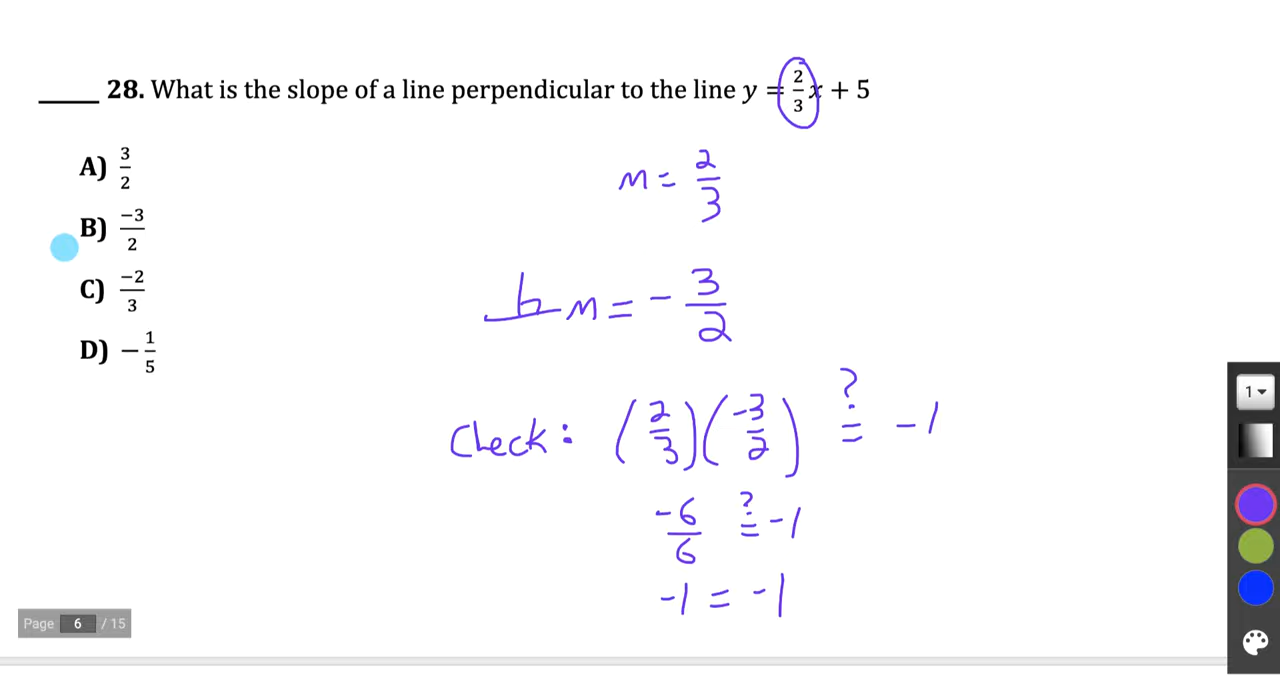 28. What is the slope of a line perpendicular to the line y = 2/3 x + 5
A) 3/2
B) -3/2
C) -2/3
D) -1/5
m = 2/3
m = - 3/2
Check: (2/3)(-3/2) ?= -1
-6/6 ?= -1
-1 = -1
1
Page 6 / 15